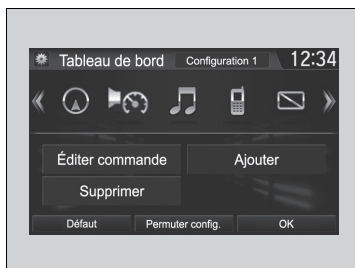 Tableau de bord Configuration 1 12:34
Éditer commande Ajouter
Supprimer
Défaut Permuter config. OK